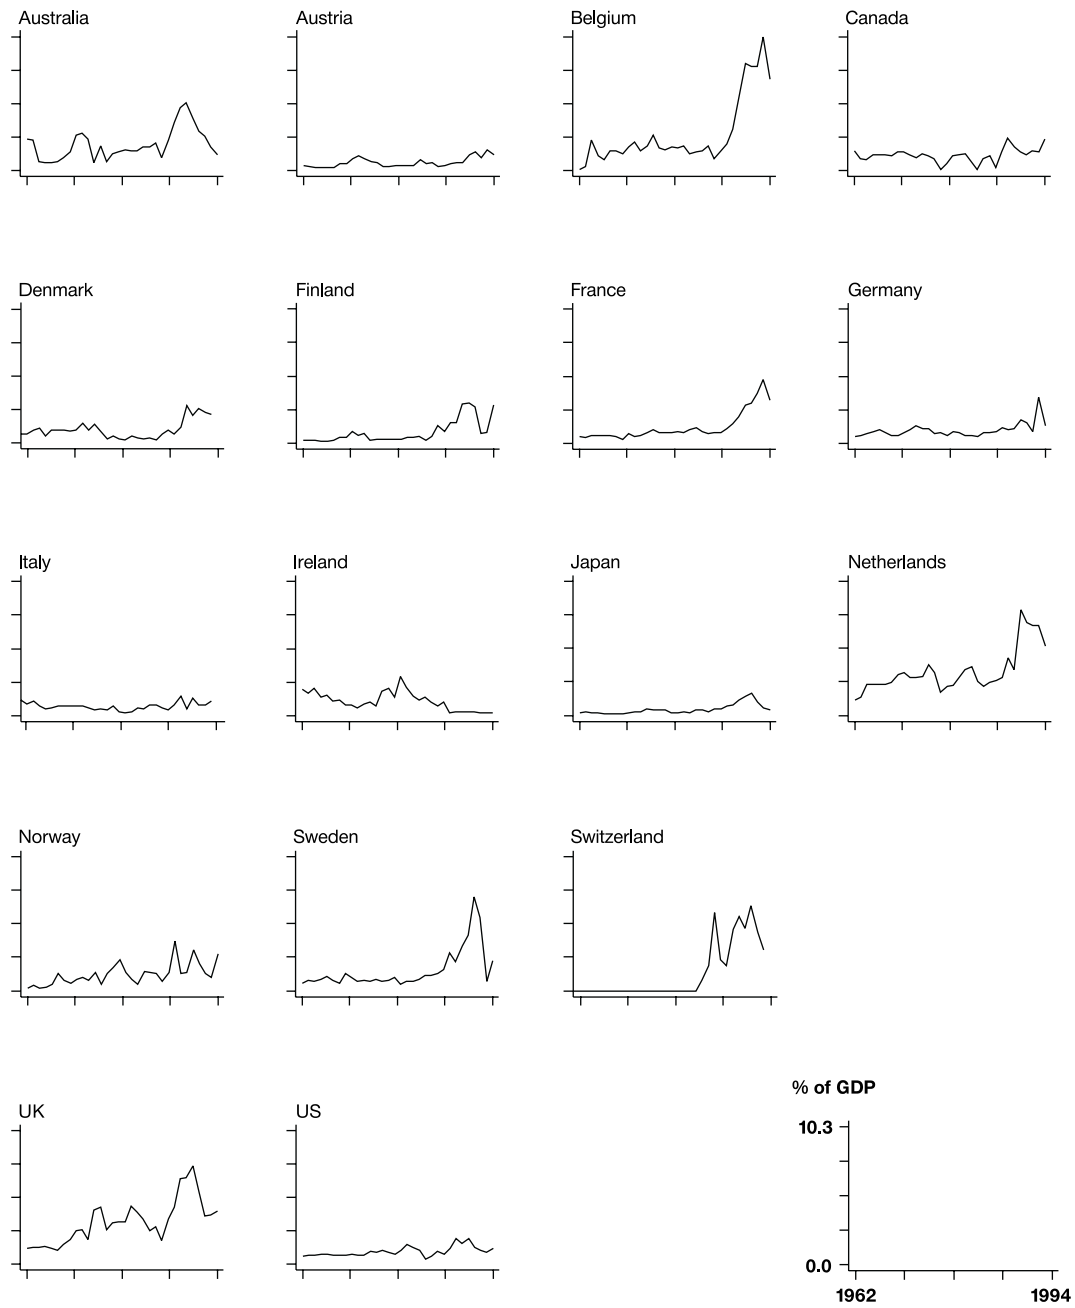 Australia
Austria
Belgium
Canada
Denmark
Finland
France
Germany
Italy
Ireland
Japan
Netherlands
Norway
Sweden
Switzerland
UK
US
% of GDP
10.3
0.0
1962
1994